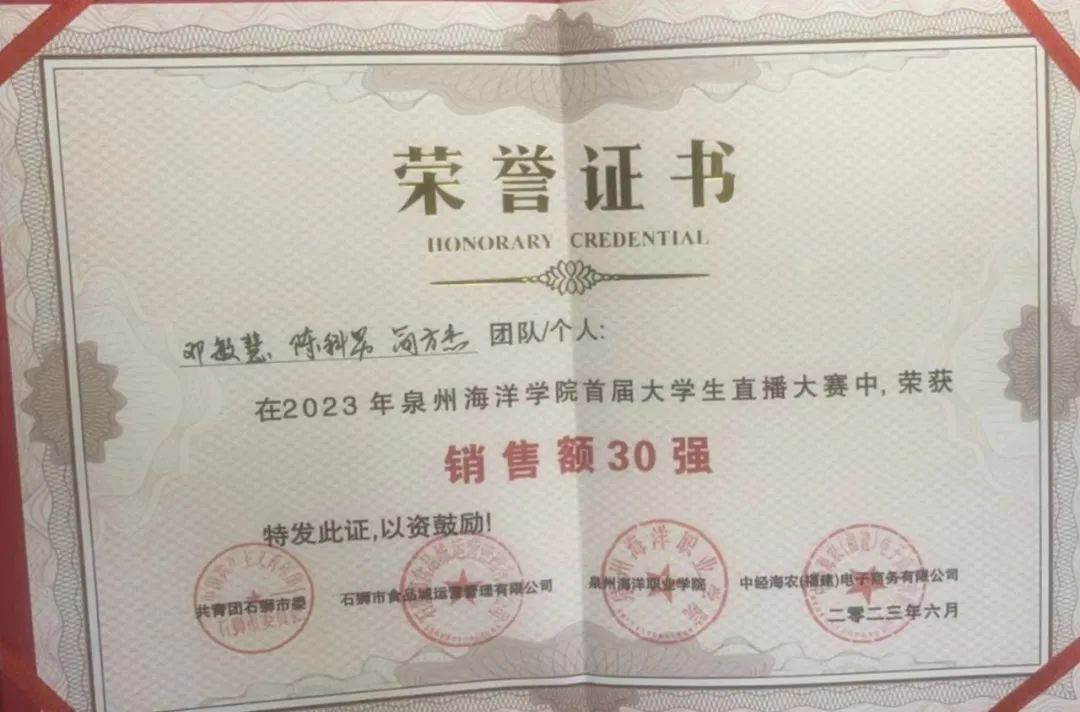 荣誉证书
HONORARY CREDENTIAL
邓敏慧 陈科男 简方杰 团队/个人:
在2023年泉州海洋学院首届大学生直播大赛中,荣获
销售额30强
特发此证,以资鼓励!
共青团石狮市委 石狮市食品城运营管理有限公司 泉州海洋职业学院 中经海农(福建)电子商务有限公司
二零二三年六月